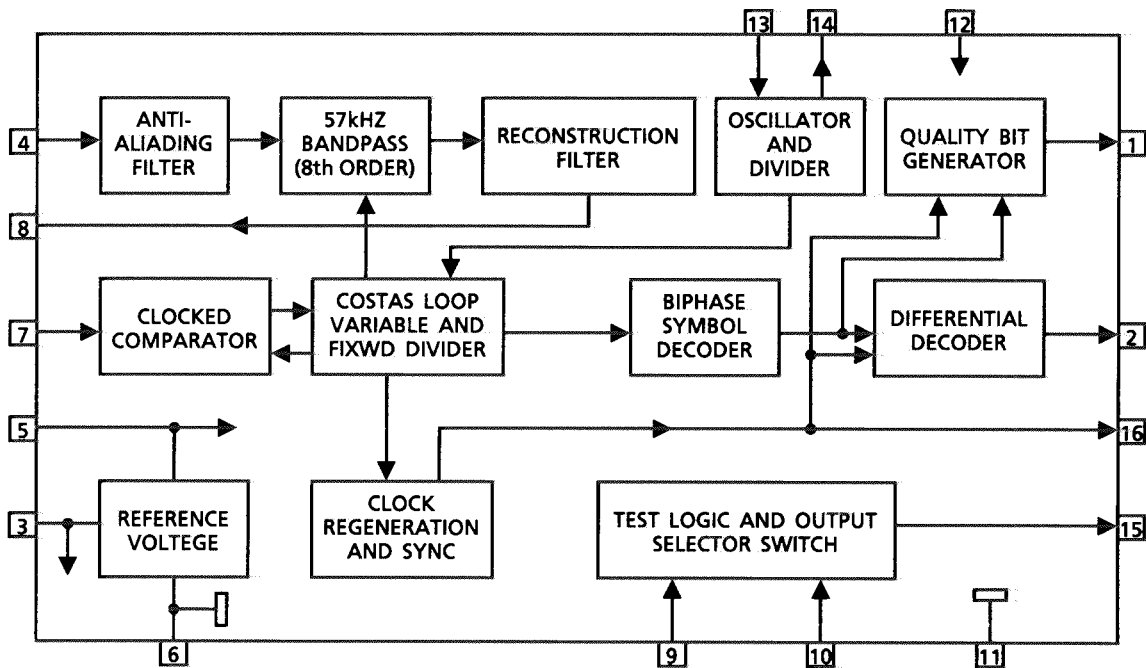 13
14
12
4
ANTI-
ALIADING
FILTER
57kHZ
BANDPASS
(8th ORDER)
RECONSTRUCTION
FILTER
OSCILLATOR
AND
DIVIDER
QUALITY BIT
GENERATOR
1
8
7
CLOCKED
COMPARATOR
COSTAS LOOP
VARIABLE AND
FIXWD DIVIDER
BIPHASE
SYMBOL
DECODER
DIFFERENTIAL
DECODER
2
5
16
3
REFERENCE
VOLTEGE
CLOCK
REGENERATION
AND SYNC
TEST LOGIC AND OUTPUT
SELECTOR SWITCH
15
6
9
10
11